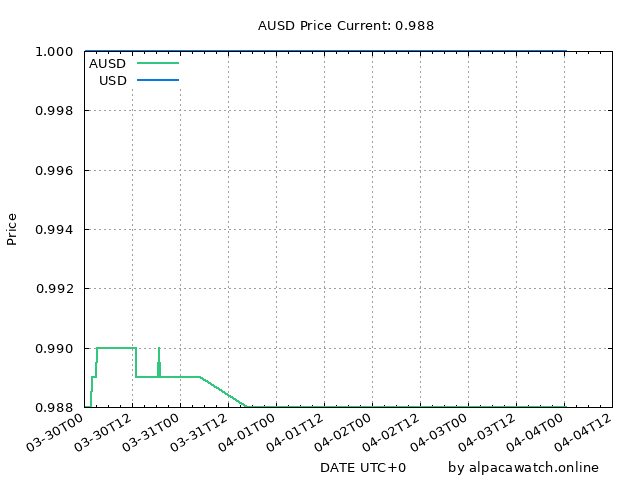 AUSD Price Current: 0.988
1.000
AUSD
USD
0.998
0.996
0.994
0.992
0.990
0.988
Price
03-30T00
03-30T12
03-31T00
03-31T12
04-01T00
04-01T12
04-02T00
04-02T12
04-03T00
04-03T12
04-04T00
04-04T12
DATE UTC+0
by alpacawatch.online